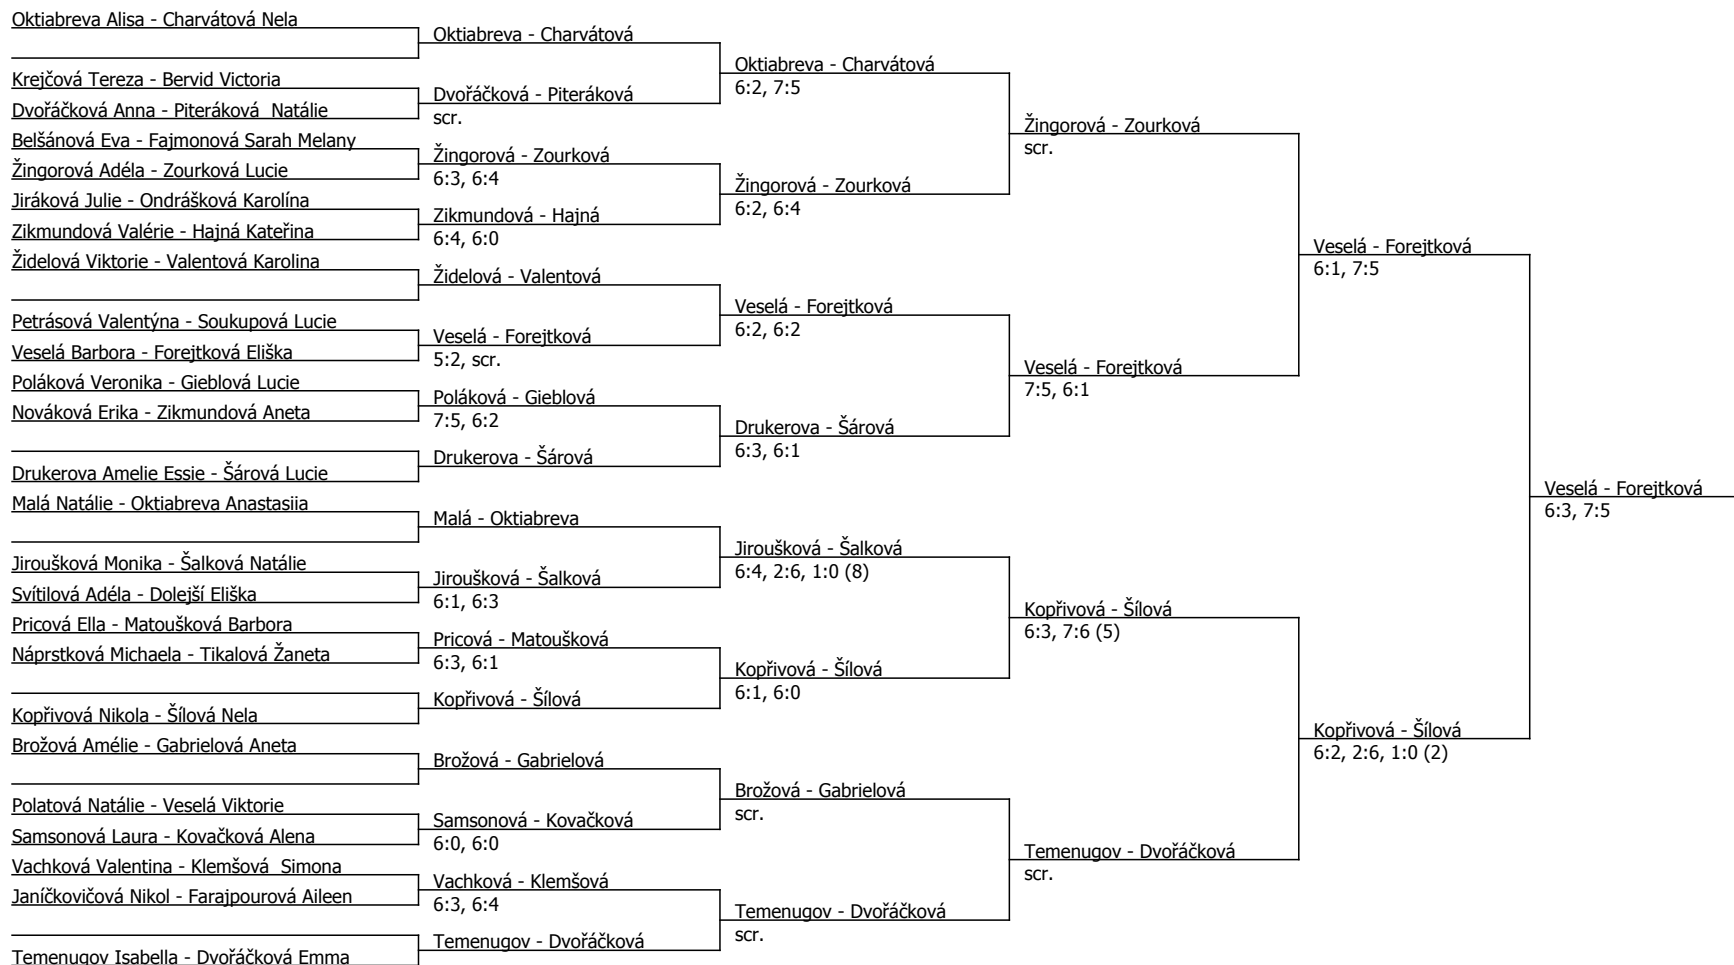 Oktiabreva Alisa - Charvátová Nela
Krejčová Tereza - Bervid Victoria
Dvořáčková Anna - Piteráková  Natálie
Belšánová Eva - Fajmonová Sarah Melany
Žingorová Adéla - Zourková Lucie
Jiráková Julie - Ondrášková Karolína
Zikmundová Valérie - Hajná Kateřina
Židelová Viktorie - Valentová Karolina
Petrásová Valentýna - Soukupová Lucie
Veselá Barbora - Forejtková Eliška
Poláková Veronika - Gieblová Lucie
Nováková Erika - Zikmundová Aneta
Drukerova Amelie Essie - Šárová Lucie
Malá Natálie - Oktiabreva Anastasiia
Jiroušková Monika - Šalková Natálie
Svítilová Adéla - Dolejší Eliška
Pricová Ella - Matoušková Barbora
Náprstková Michaela - Tikalová Žaneta
Kopřivová Nikola - Šílová Nela
Brožová Amélie - Gabrielová Aneta
Polatová Natálie - Veselá Viktorie
Samsonová Laura - Kovačková Alena
Vachková Valentina - Klemšová  Simona
Janíčkovičová Nikol - Farajpourová Aileen
Temenugov Isabella - Dvořáčková Emma
Oktiabreva - Charvátová
Dvořáčková - Piteráková
scr.
Žingorová - Zourková
6:3, 6:4
Zikmundová - Hajná
6:4, 6:0
Židelová - Valentová
Veselá - Forejtková
5:2, scr.
Poláková - Gieblová
7:5, 6:2
Drukerova - Šárová
Malá - Oktiabreva
Jiroušková - Šalková
6:1, 6:3
Pricová - Matoušková
6:3, 6:1
Kopřivová - Šílová
Brožová - Gabrielová
Samsonová - Kovačková
6:0, 6:0
Vachková - Klemšová
6:3, 6:4
Temenugov - Dvořáčková
Oktiabreva - Charvátová
6:2, 7:5
Žingorová - Zourková
6:2, 6:4
Veselá - Forejtková
6:2, 6:2
Drukerova - Šárová
6:3, 6:1
Jiroušková - Šalková
6:4, 2:6, 1:0 (8)
Kopřivová - Šílová
6:1, 6:0
Brožová - Gabrielová
scr.
Temenugov - Dvořáčková
scr.
Žingorová - Zourková
scr.
Veselá - Forejtková
7:5, 6:1
Kopřivová - Šílová
6:3, 7:6 (5)
Temenugov - Dvořáčková
scr.
Veselá - Forejtková
6:1, 7:5
Kopřivová - Šílová
6:2, 2:6, 1:0 (2)
Veselá - Forejtková
6:3, 7:5